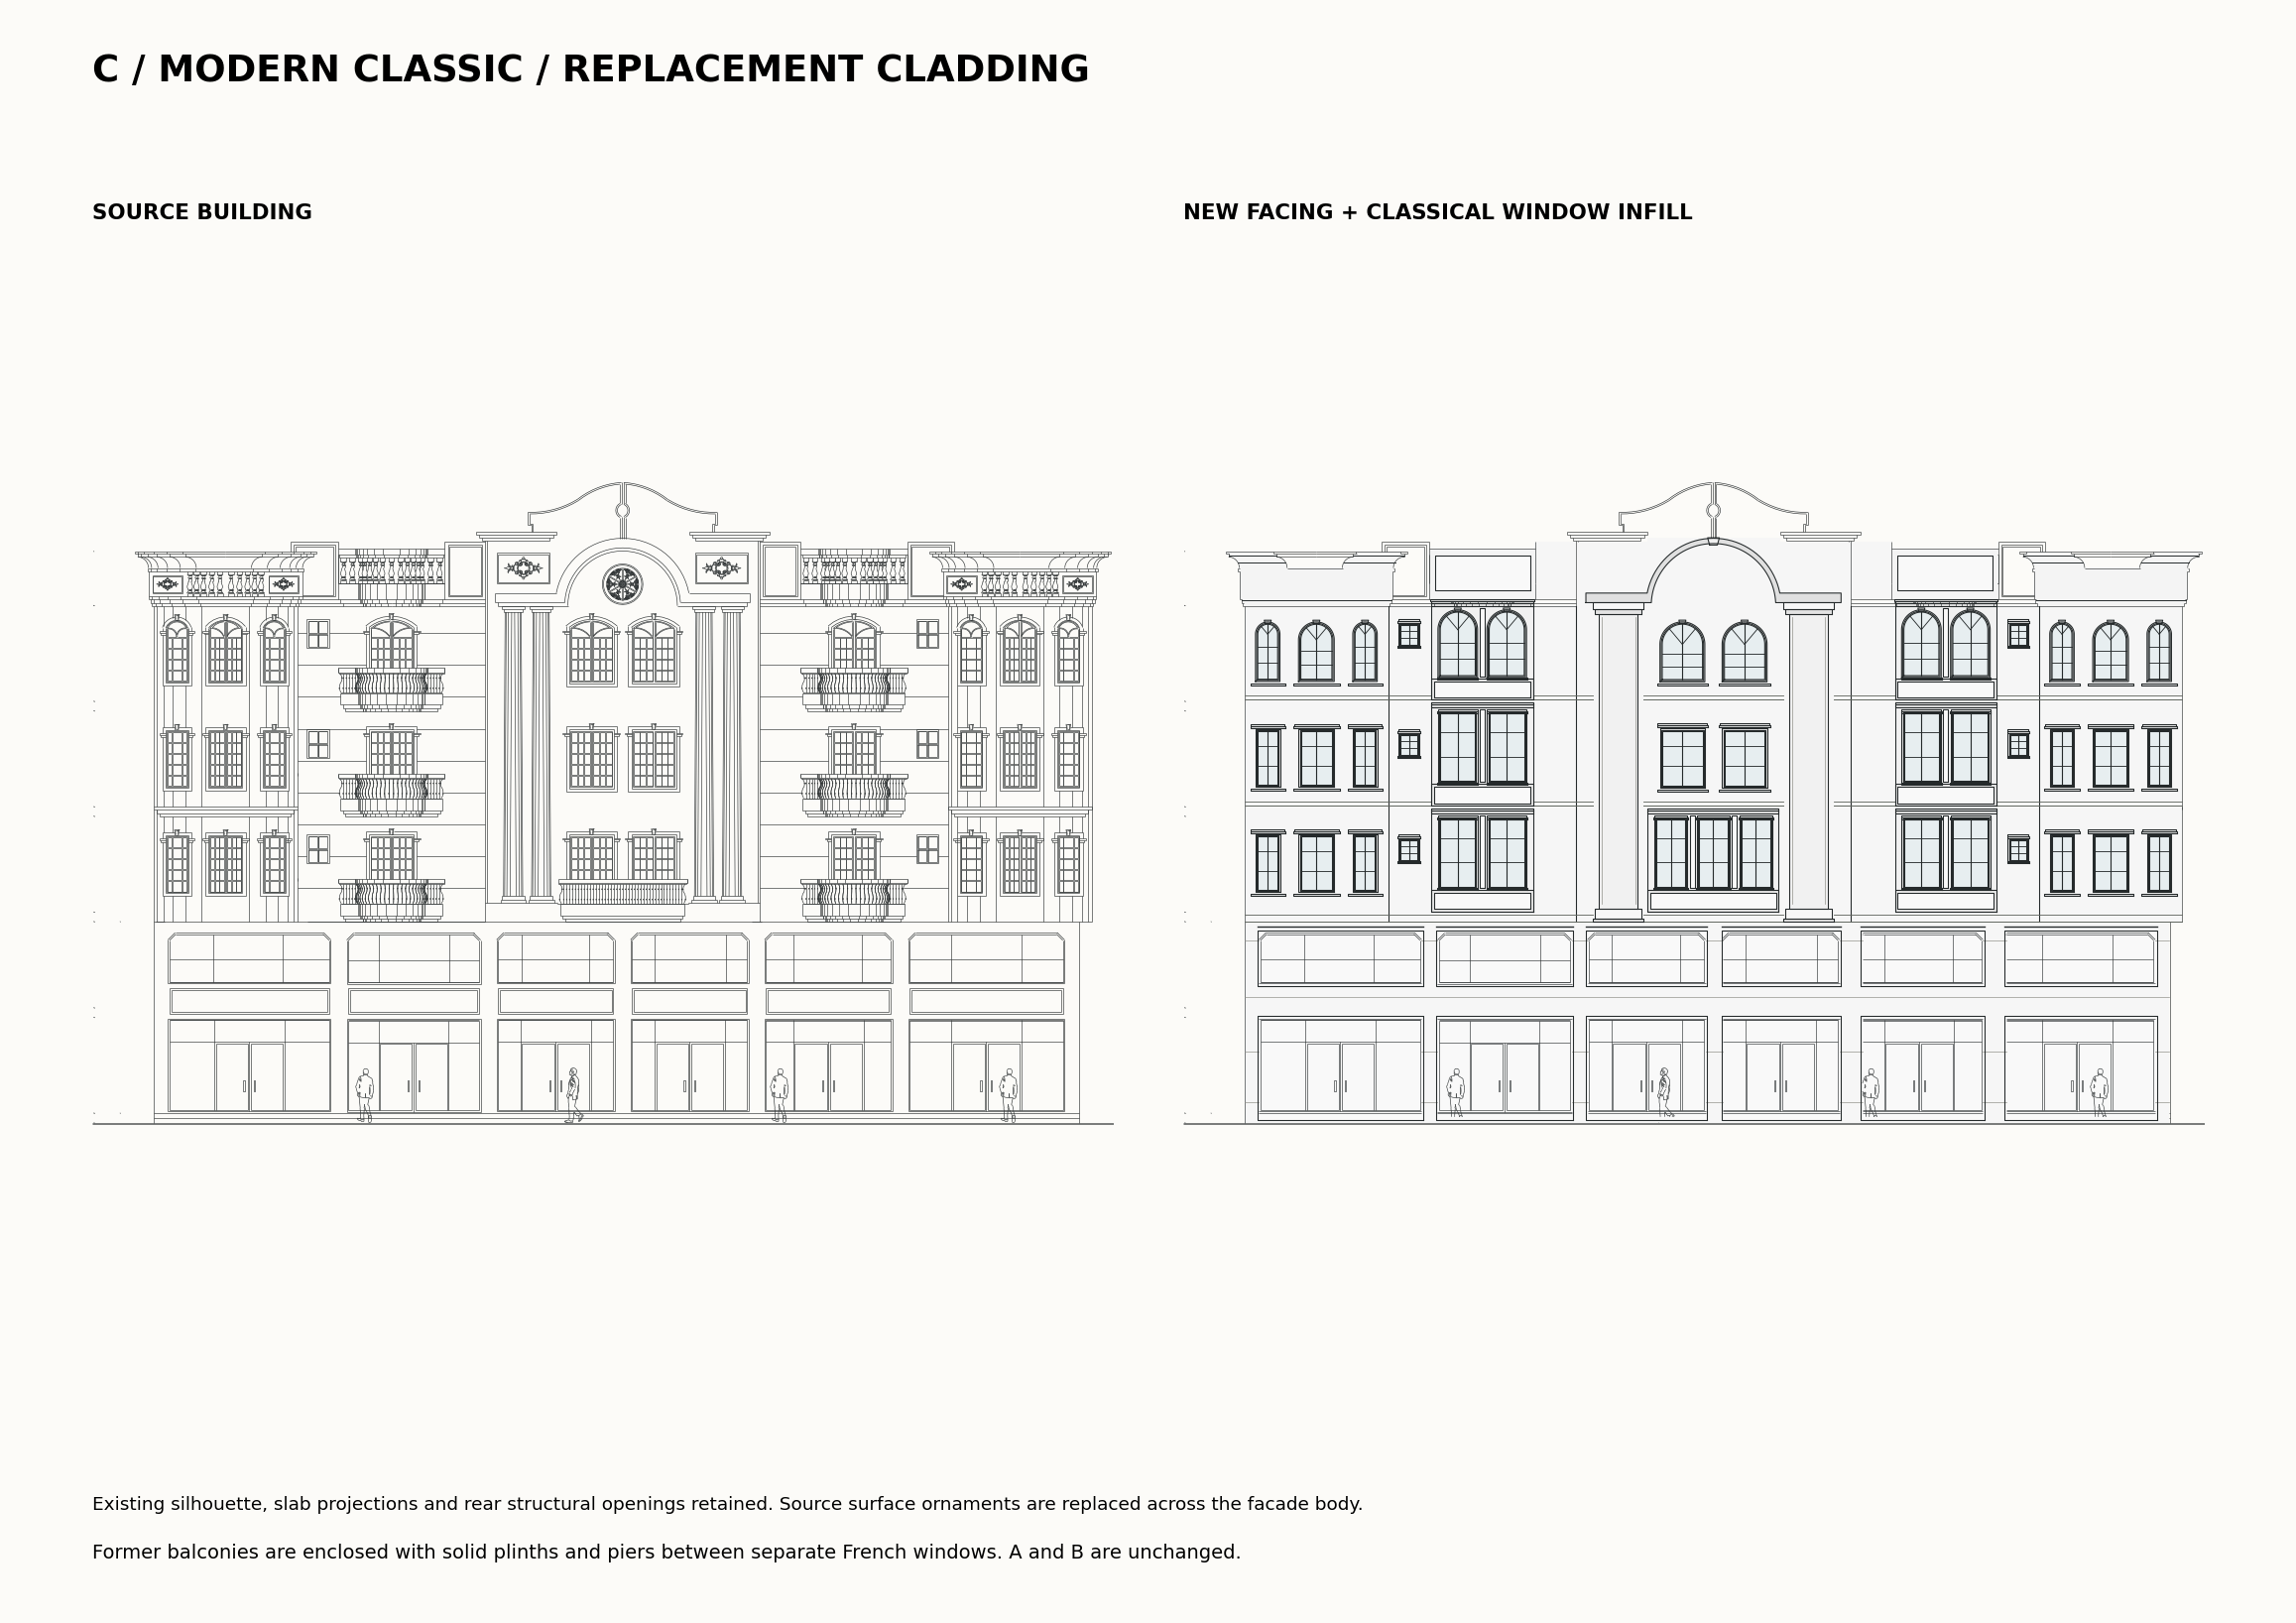 C / MODERN CLASSIC / REPLACEMENT CLADDING
SOURCE BUILDING
NEW FACING + CLASSICAL WINDOW INFILL
Existing silhouette, slab projections and rear structural openings retained. Source surface ornaments are replaced across the facade body.
Former balconies are enclosed with solid plinths and piers between separate French windows. A and B are unchanged.